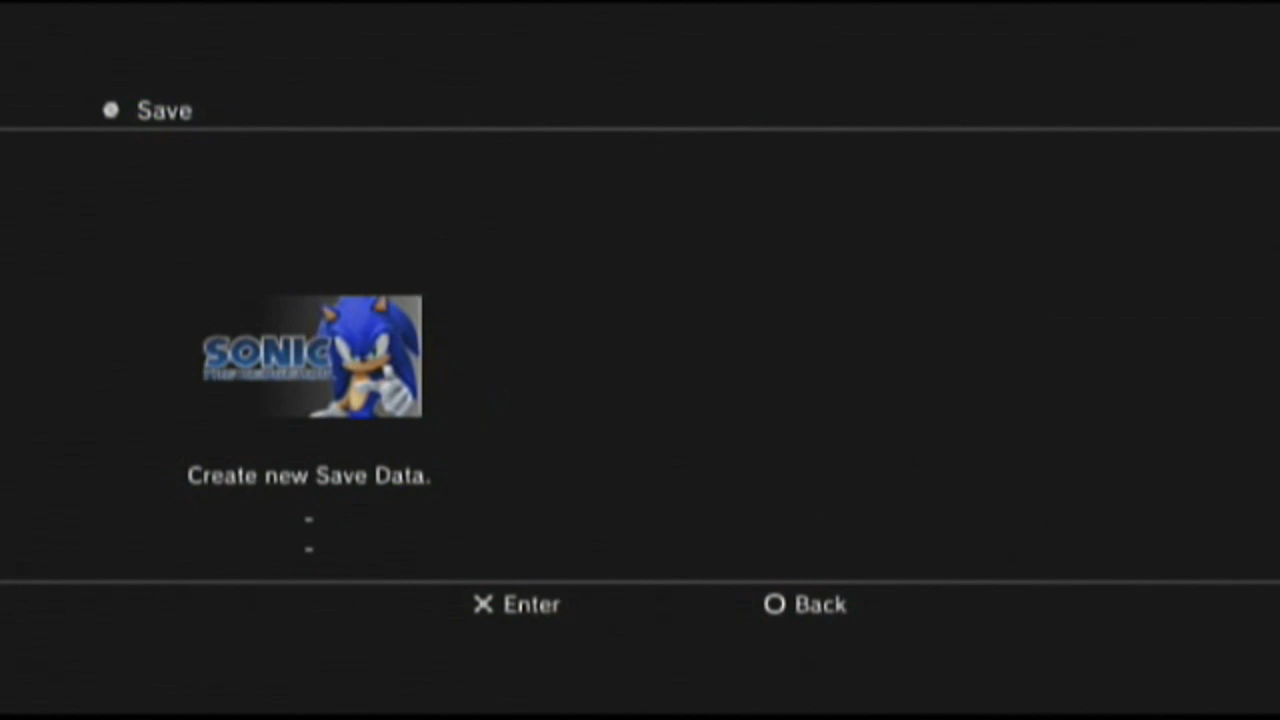 Save
SONIC
Create new Save Data.
-
-
X Enter
O Back